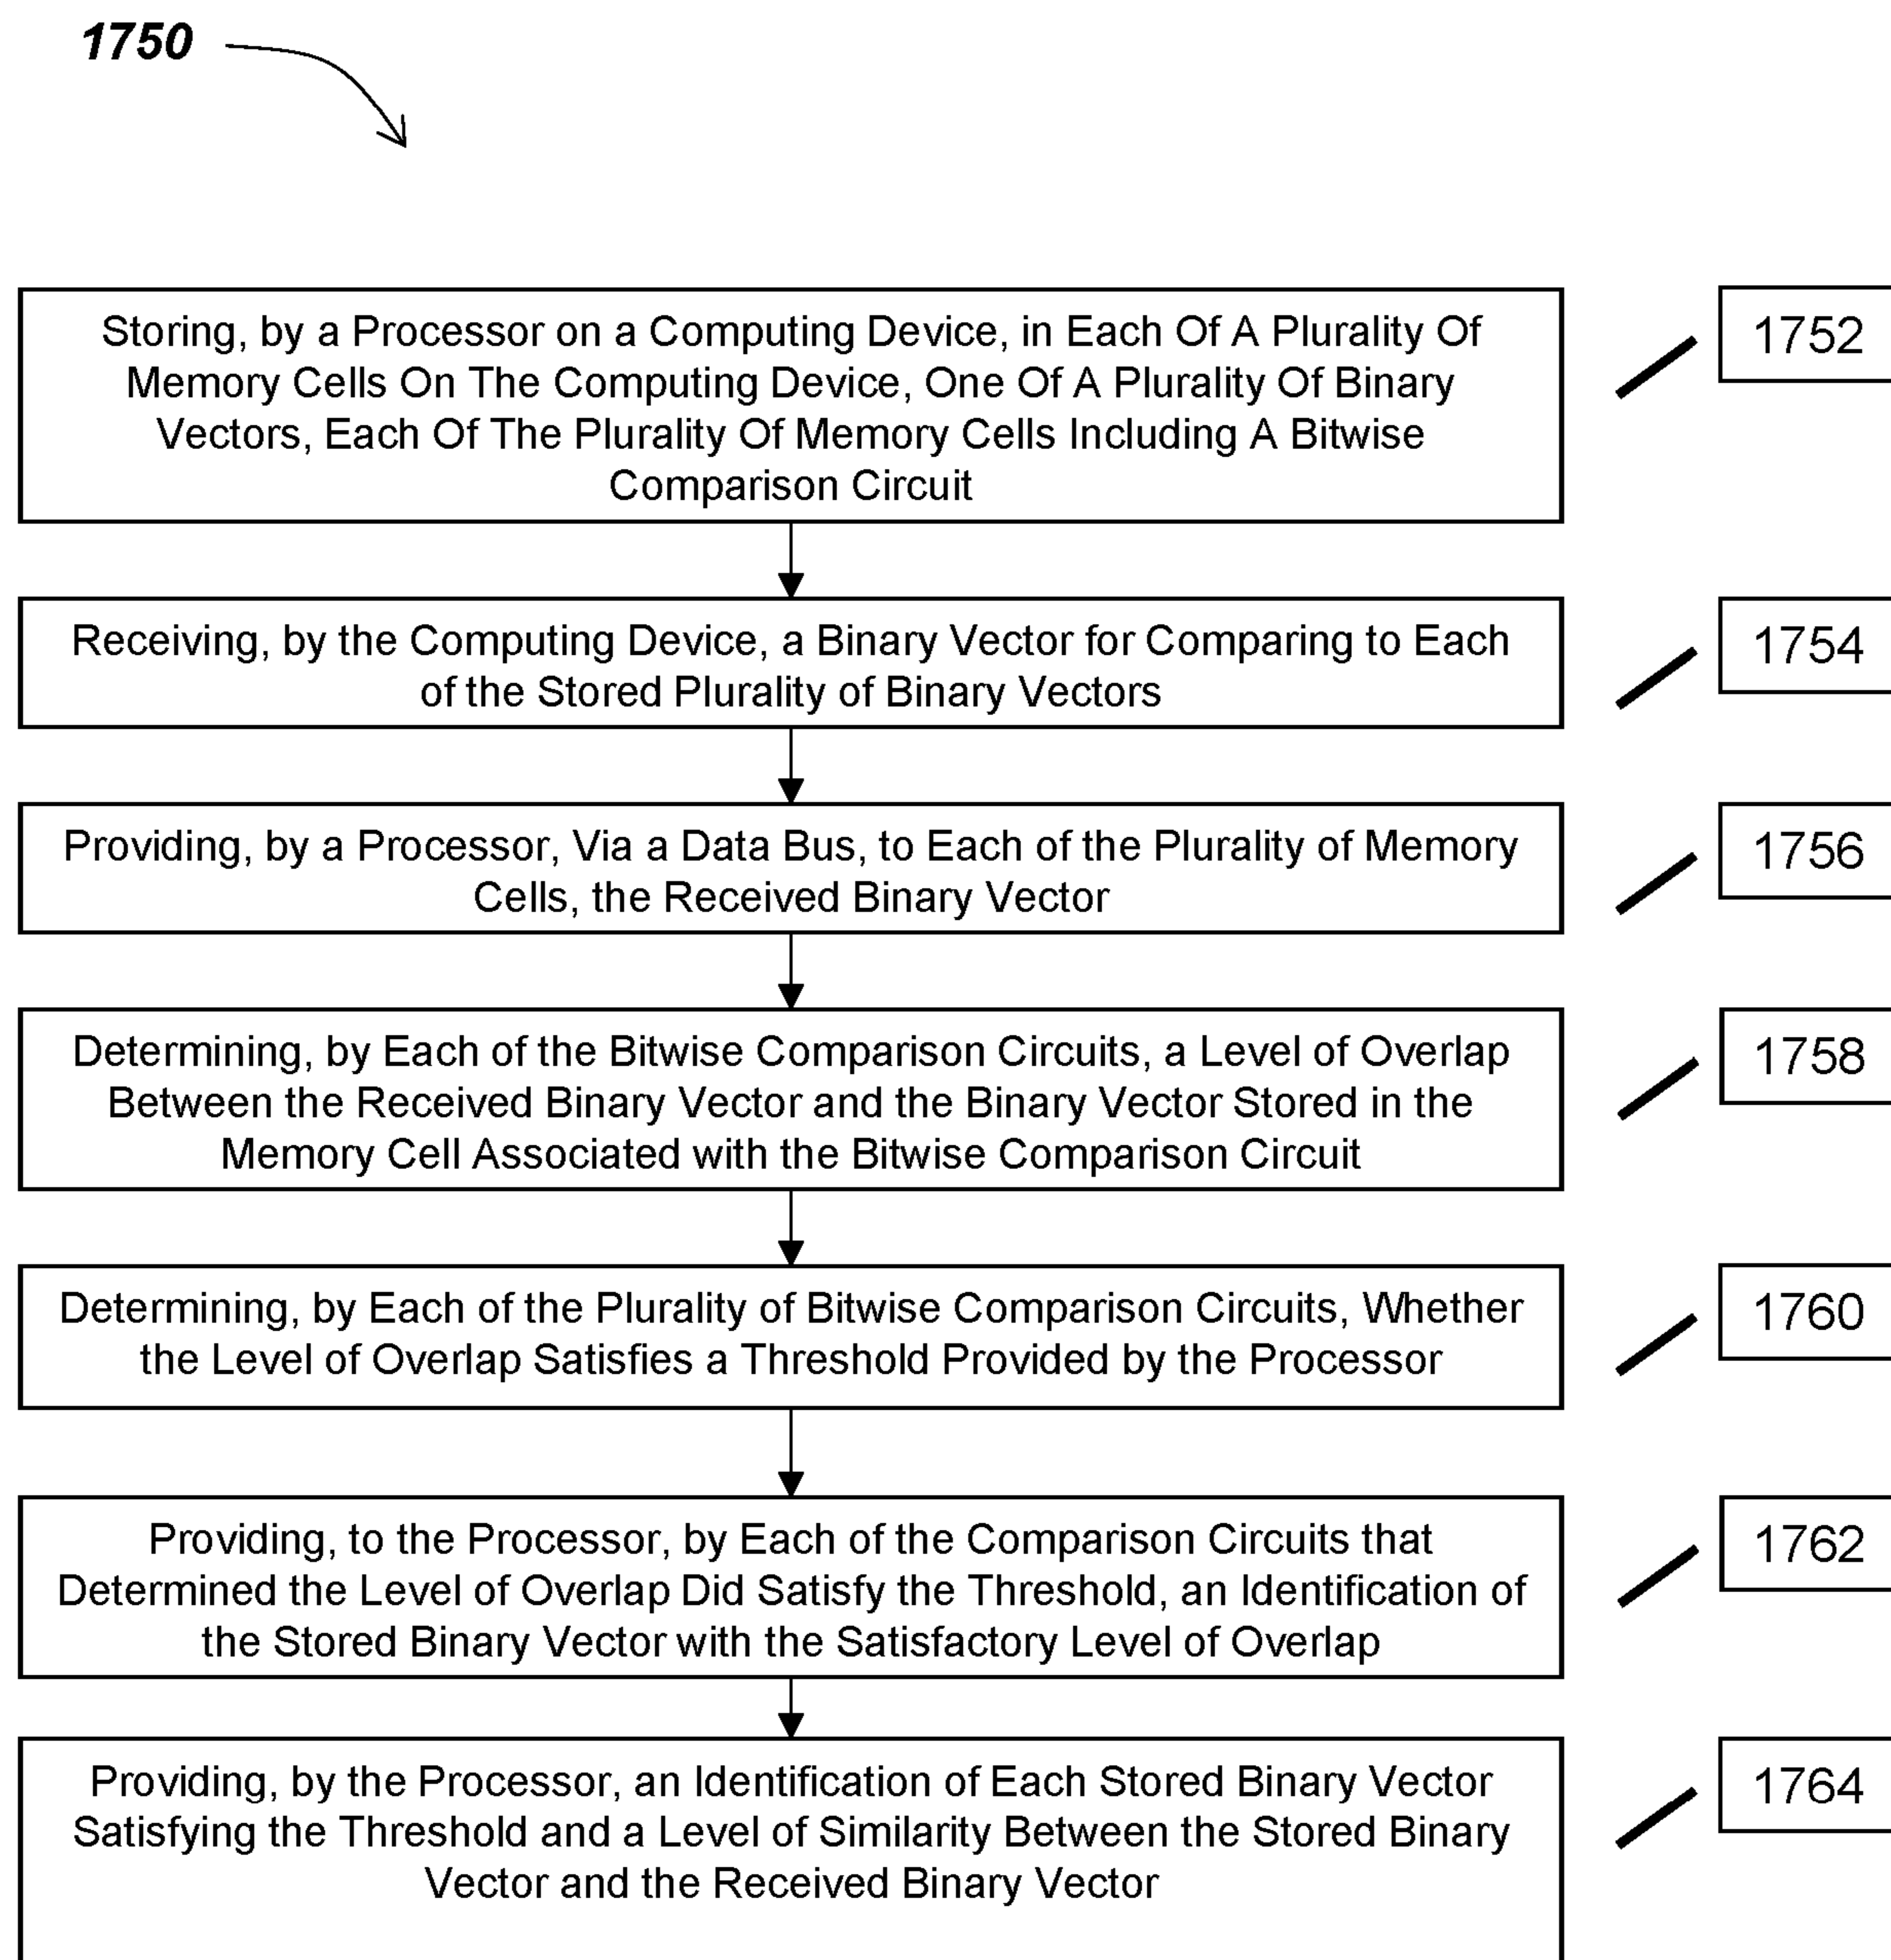 1750
Storing, by a Processor on a Computing Device, in Each Of A Plurality Of
Memory Cells On The Computing Device, One Of A Plurality Of Binary
Vectors, Each Of The Plurality Of Memory Cells Including A Bitwise
Comparison Circuit
1752
Receiving, by the Computing Device, a Binary Vector for Comparing to Each
of the Stored Plurality of Binary Vectors
1754
Providing, by a Processor, Via a Data Bus, to Each of the Plurality of Memory
Cells, the Received Binary Vector
1756
Determining, by Each of the Bitwise Comparison Circuits, a Level of Overlap
Between the Received Binary Vector and the Binary Vector Stored in the
Memory Cell Associated with the Bitwise Comparison Circuit
1758
Determining, by Each of the Plurality of Bitwise Comparison Circuits, Whether
the Level of Overlap Satisfies a Threshold Provided by the Processor
1760
Providing, to the Processor, by Each of the Comparison Circuits that
Determined the Level of Overlap Did Satisfy the Threshold, an Identification of
the Stored Binary Vector with the Satisfactory Level of Overlap
1762
Providing, by the Processor, an Identification of Each Stored Binary Vector
Satisfying the Threshold and a Level of Similarity Between the Stored Binary
Vector and the Received Binary Vector
1764